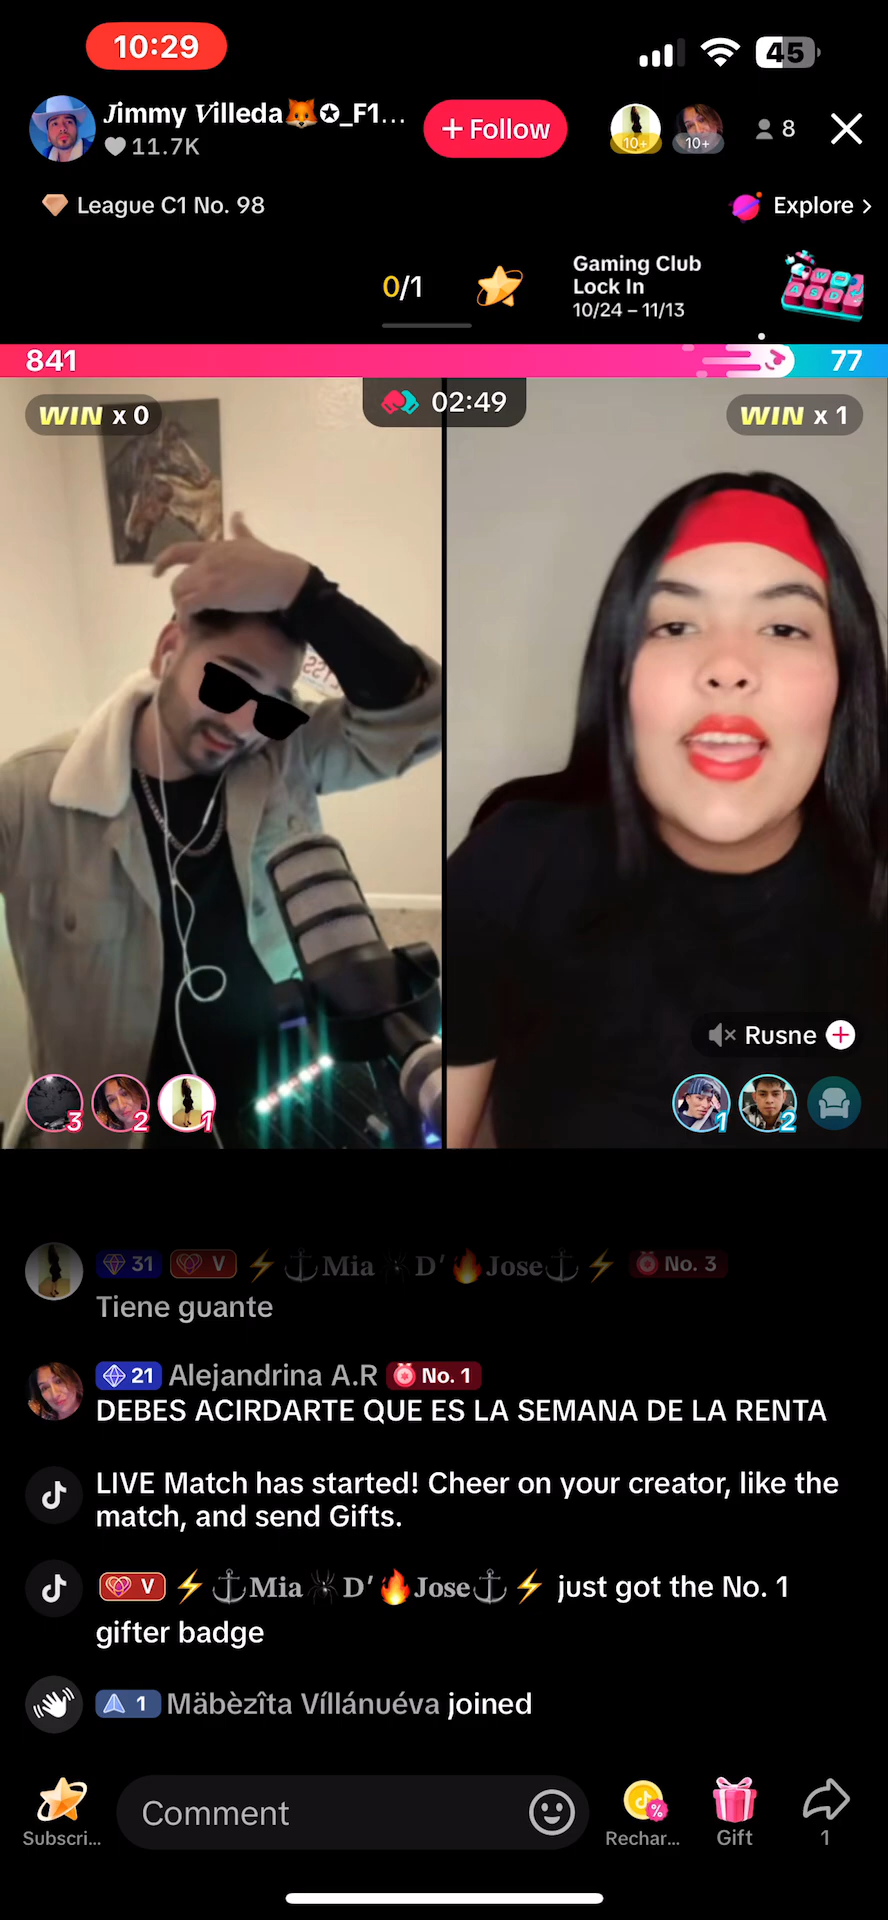 10:29
45
Jimmy Villeda🦊✪_F1...
11.7K
+ Follow
10+
10+
8
League C1 No. 98
Explore >
0/1
Gaming Club
Lock In
10/24 – 11/13
W
A S D
841
77
WIN x 0
02:49
WIN x 1
Rusne +
3
2
1
1
2
31 V ⚡⚓Mia🕷D'🔥Jose⚓⚡ No. 3
Tiene guante
21 Alejandrina A.R No. 1
DEBES ACIRDARTE QUE ES LA SEMANA DE LA RENTA
LIVE Match has started! Cheer on your creator, like the
match, and send Gifts.
V ⚡⚓Mia🕷D'🔥Jose⚓⚡ just got the No. 1
gifter badge
1 Mäbèzîta Víllánuéva joined
Comment
Subscri...
Rechar...
Gift
1